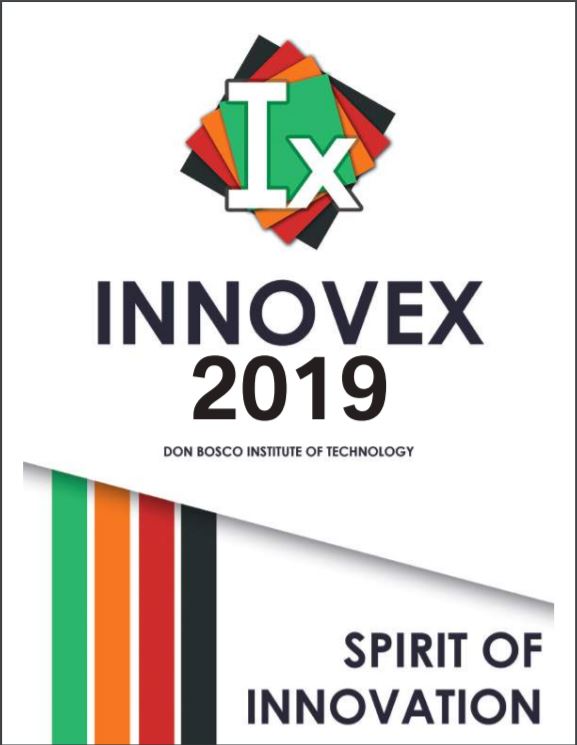 Ix
INNOVEX
2019
DON BOSCO INSTITUTE OF TECHNOLOGY
SPIRIT OF
INNOVATION